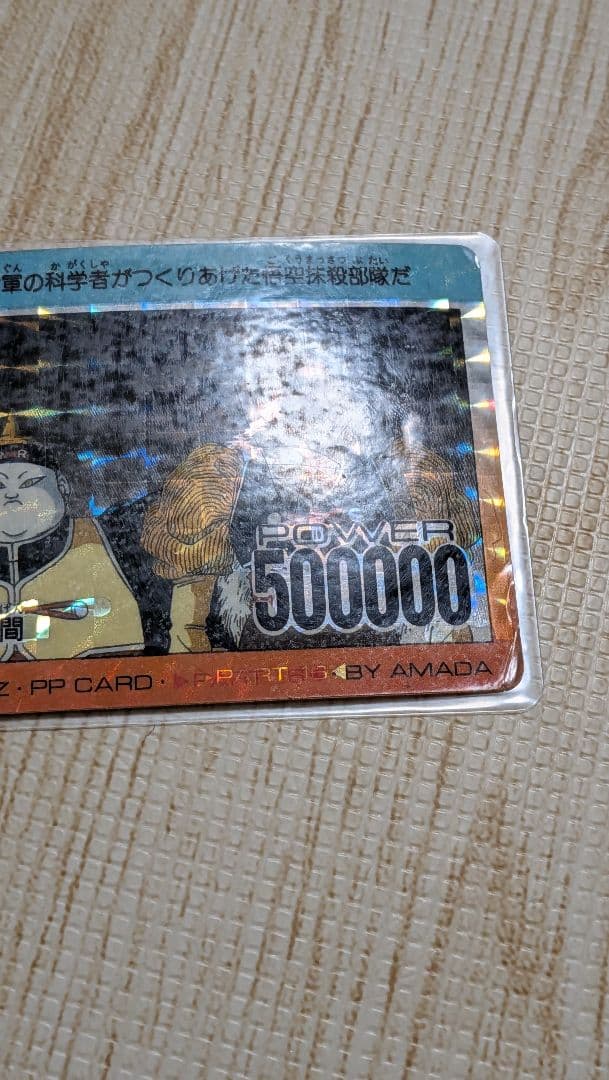 軍の科学者がつくりあげた悟空抹殺部隊だ
POWER
500000
間
Z・PP CARD・
BY AMADA